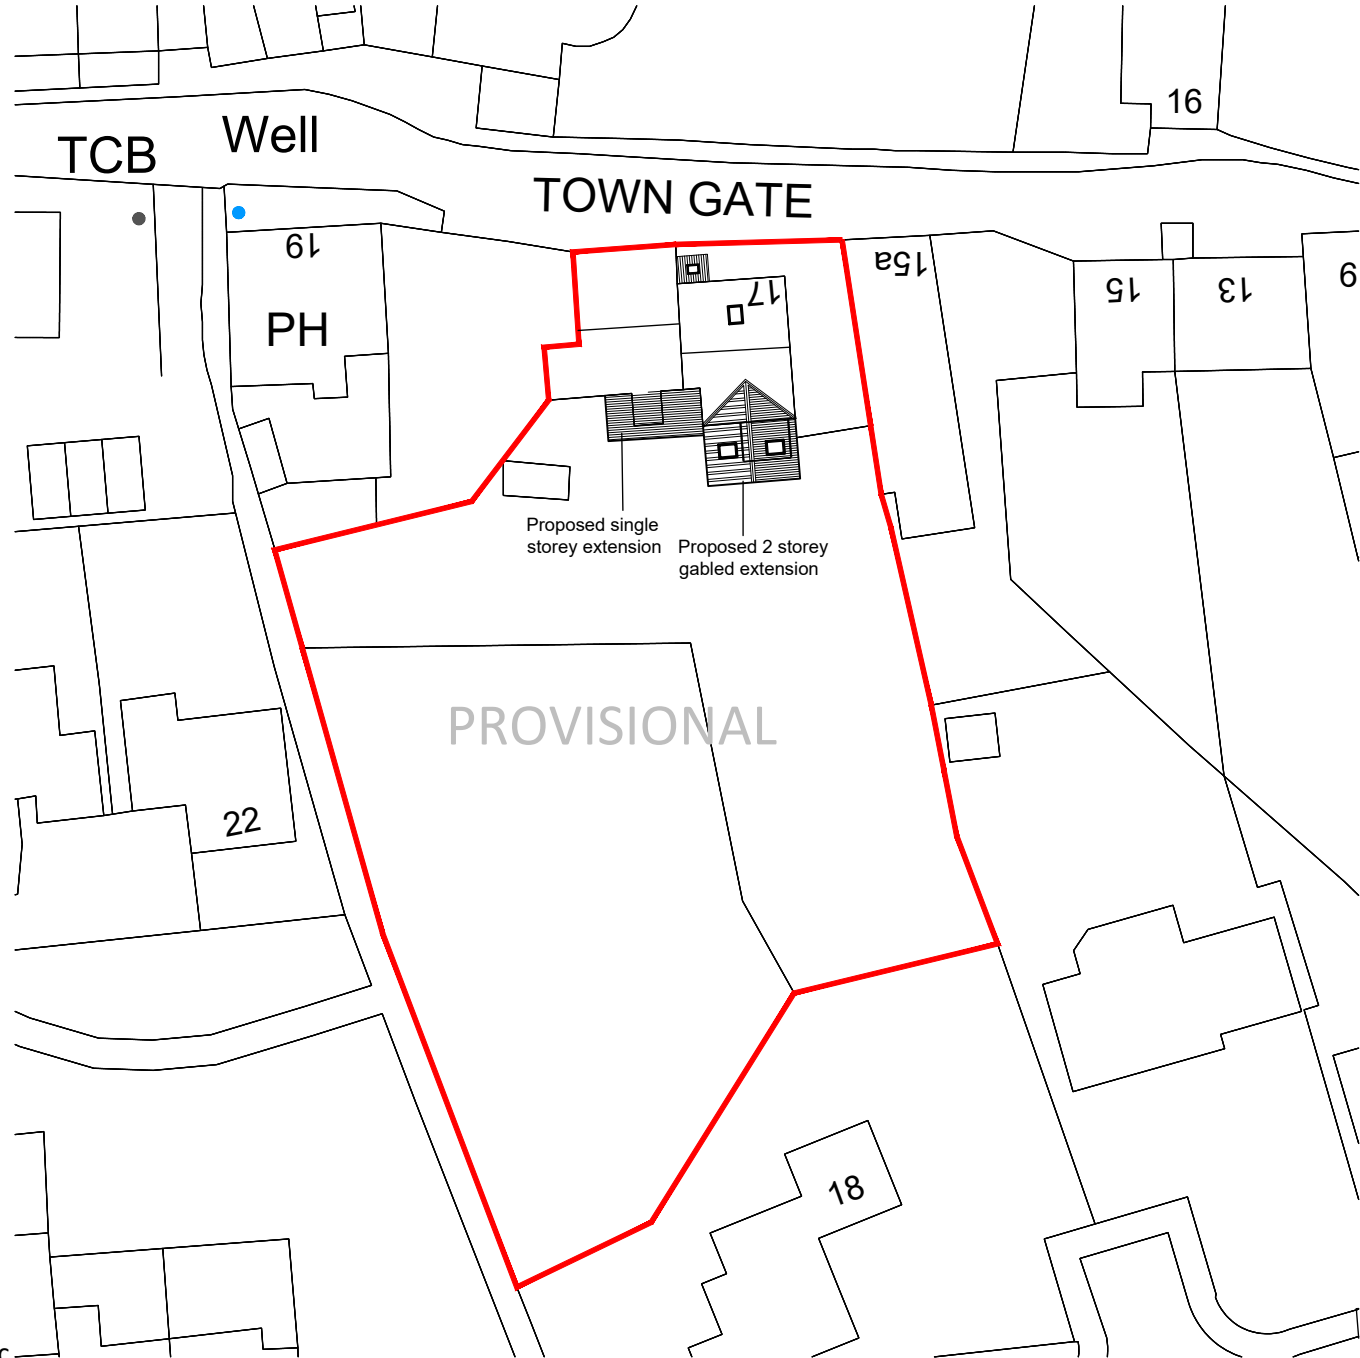 16
Well
TCB
TOWN GATE
19
15a
9
15
13
17
PH
Proposed single
storey extension
Proposed 2 storey
gabled extension
PROVISIONAL
22
18